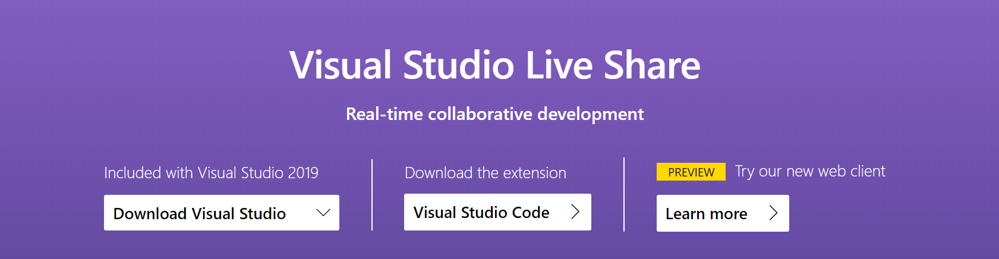 Visual Studio Live Share
Real-time collaborative development
Included with Visual Studio 2019
Download Visual Studio
Download the extension
Visual Studio Code
PREVIEW Try our new web client
Learn more